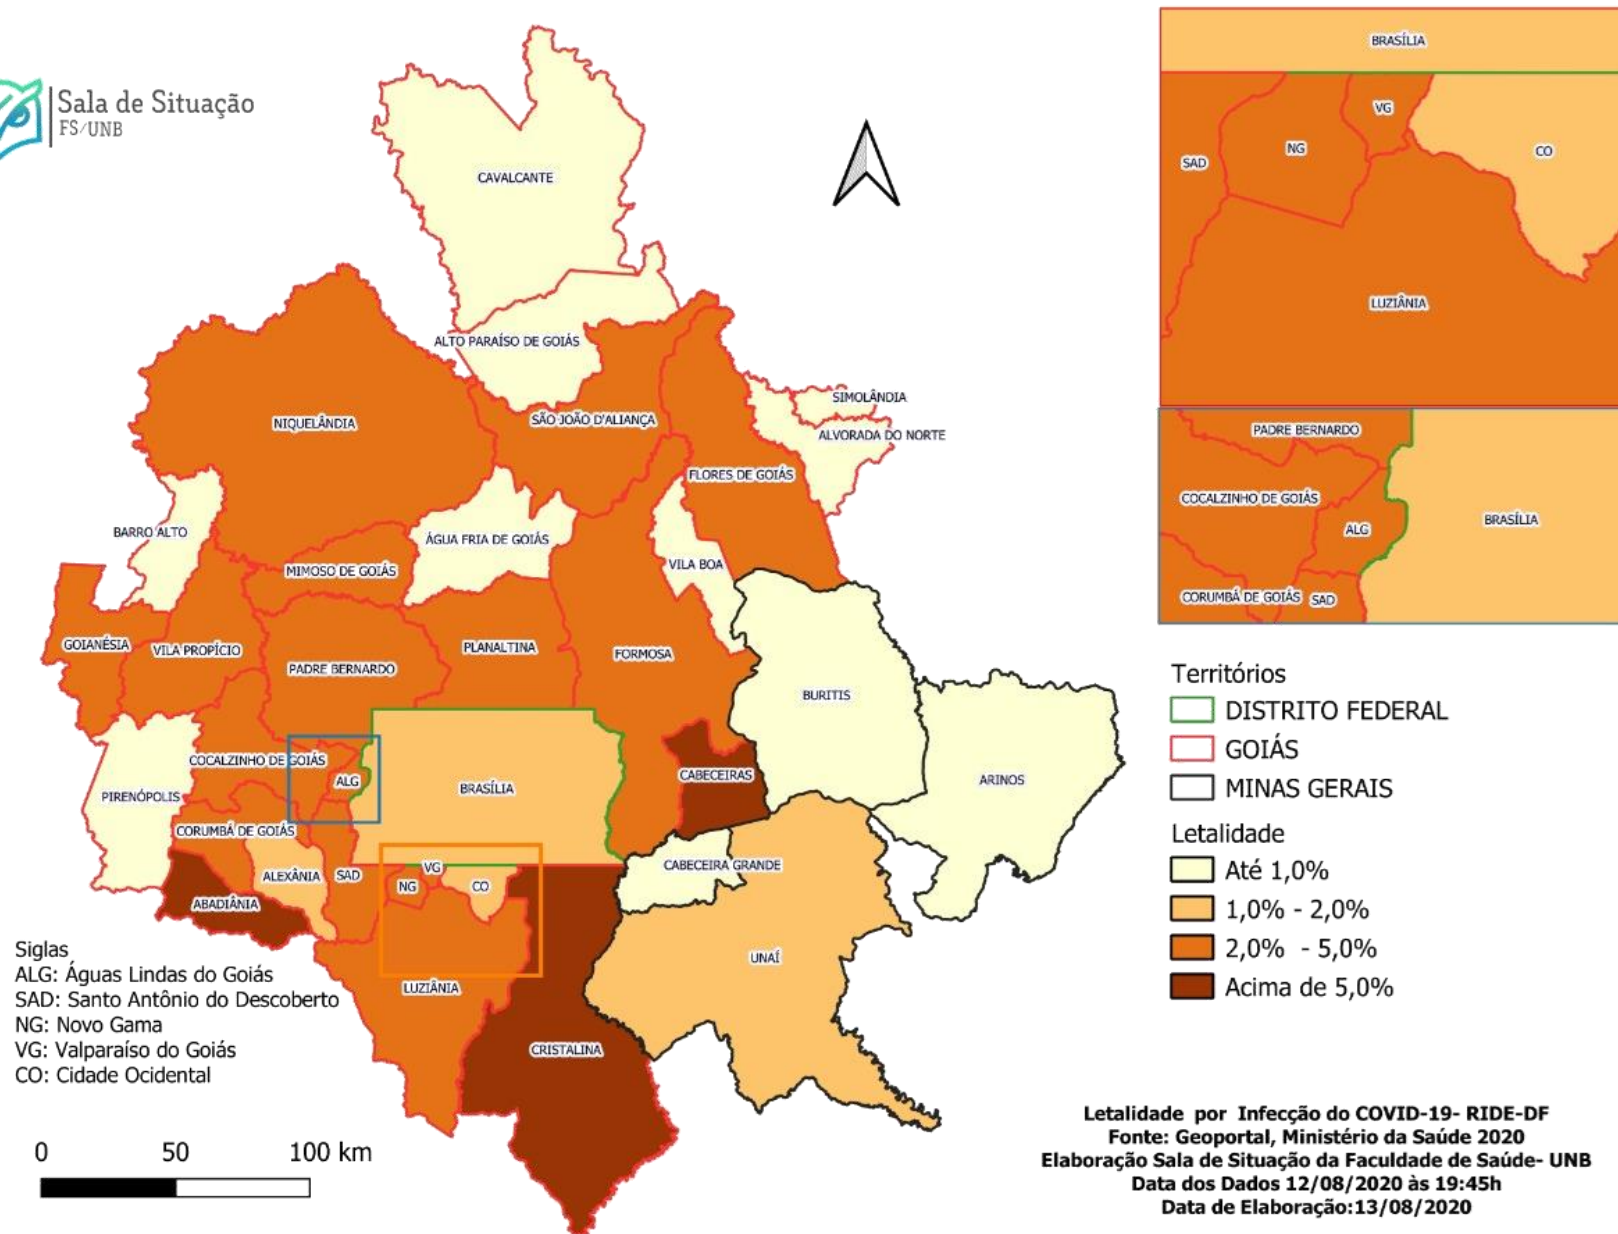 Sala de Situação
FS/UNB
CAVALCANTE
ALTO PARAÍSO DE GOIÁS
NIQUELÂNDIA
SÃO JOÃO D'ALIANÇA
SIMOLÂNDIA
ALVORADA DO NORTE
FLORES DE GOIÁS
BARRO ALTO
ÁGUA FRIA DE GOIÁS
VILA BOA
MIMOSO DE GOIÁS
GOIANÉSIA
VILA PROPÍCIO
PADRE BERNARDO
PLANALTINA
FORMOSA
BURITIS
COCALZINHO DE GOIÁS
ALG
BRASÍLIA
CABECEIRAS
ARINOS
PIRENÓPOLIS
CORUMBÁ DE GOIÁS
ALEXÂNIA
SAD
VG
NG
CO
CABECEIRA GRANDE
ABADIÂNIA
UNAÍ
LUZIÂNIA
CRISTALINA
Siglas
ALG: Águas Lindas do Goiás
SAD: Santo Antônio do Descoberto
NG: Novo Gama
VG: Valparaíso do Goiás
CO: Cidade Ocidental
0 50 100 km
BRASÍLIA
VG
NG
SAD
CO
LUZIÂNIA
PADRE BERNARDO
COCALZINHO DE GOIÁS
BRASÍLIA
ALG
CORUMBÁ DE GOIÁS
SAD
Territórios
DISTRITO FEDERAL
GOIÁS
MINAS GERAIS
Letalidade
Até 1,0%
1,0% - 2,0%
2,0% - 5,0%
Acima de 5,0%
Letalidade por Infecção do COVID-19- RIDE-DF
Fonte: Geoportal, Ministério da Saúde 2020
Elaboração Sala de Situação da Faculdade de Saúde- UNB
Data dos Dados 12/08/2020 às 19:45h
Data de Elaboração:13/08/2020